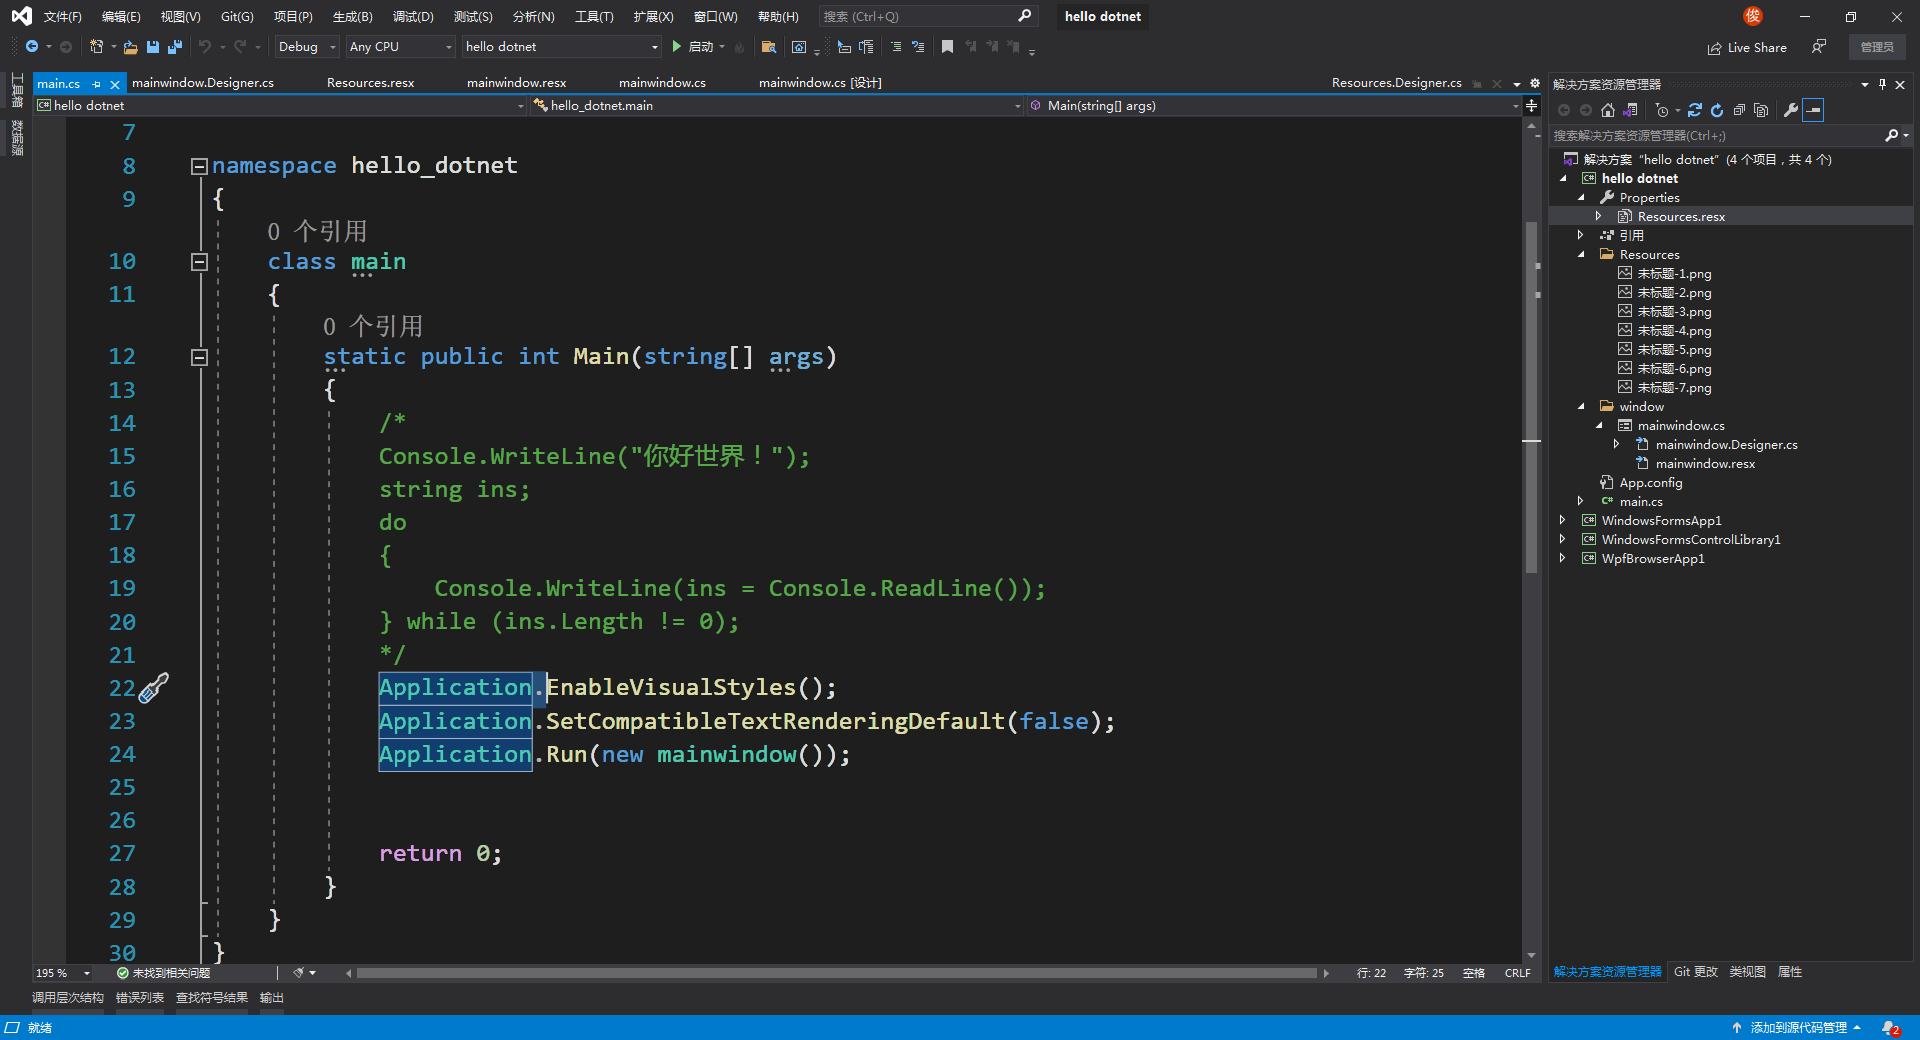 文件(F) 编辑(E) 视图(V) Git(G) 项目(P) 生成(B) 调试(D) 测试(S) 分析(N) 工具(T) 扩展(X) 窗口(W) 帮助(H) 搜索 (Ctrl+Q) hello dotnet 俊
Debug Any CPU hello dotnet 启动 Live Share 管理员
工具箱
数据源
main.cs mainwindow.Designer.cs Resources.resx mainwindow.resx mainwindow.cs mainwindow.cs [设计] Resources.Designer.cs
C# hello dotnet hello_dotnet.main Main(string[] args)
7
8 namespace hello_dotnet
9 {
0 个引用
10 class main
11 {
0 个引用
12 static public int Main(string[] args)
13 {
14 /*
15 Console.WriteLine("你好世界！");
16 string ins;
17 do
18 {
19 Console.WriteLine(ins = Console.ReadLine());
20 } while (ins.Length != 0);
21 */
22 Application.EnableVisualStyles();
23 Application.SetCompatibleTextRenderingDefault(false);
24 Application.Run(new mainwindow());
25
26
27 return 0;
28 }
29 }
30 }
195 % 未找到相关问题 行: 22 字符: 25 空格 CRLF
调用层次结构 错误列表 查找符号结果 输出
解决方案资源管理器
搜索解决方案资源管理器(Ctrl+;)
解决方案 "hello dotnet" (4 个项目，共 4 个)
C# hello dotnet
Properties
Resources.resx
引用
Resources
未标题-1.png
未标题-2.png
未标题-3.png
未标题-4.png
未标题-5.png
未标题-6.png
未标题-7.png
window
mainwindow.cs
mainwindow.Designer.cs
mainwindow.resx
App.config
C# main.cs
C# WindowsFormsApp1
C# WindowsFormsControlLibrary1
C# WpfBrowserApp1
解决方案资源管理器 Git 更改 类视图 属性
就绪 添加到源代码管理 2